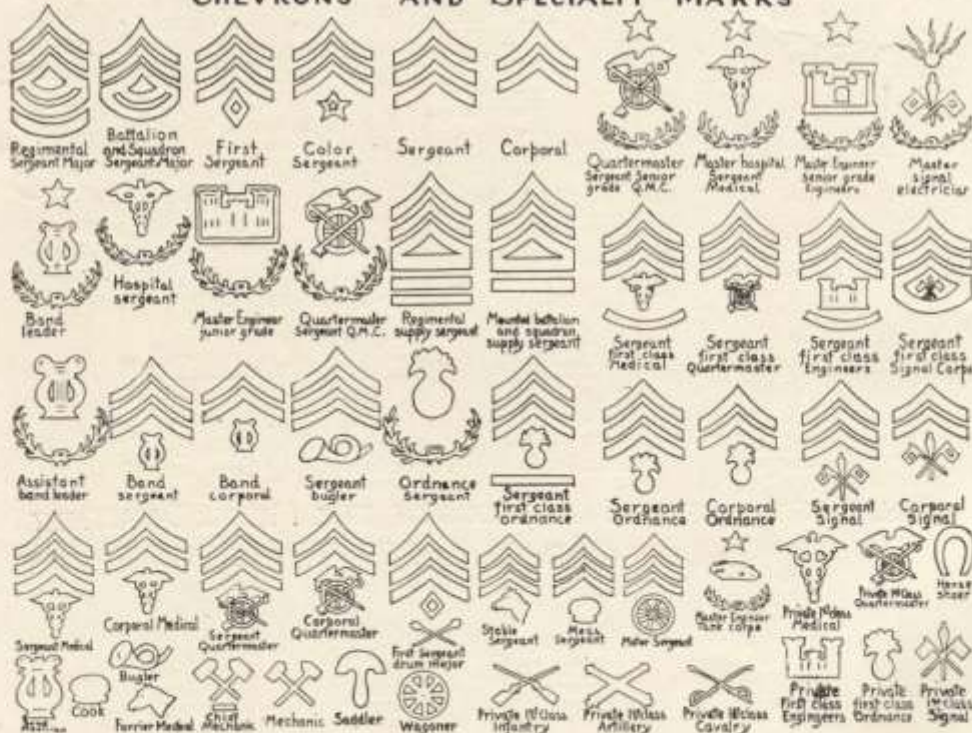 CHEVRONS AND SPECIALTY MARKS
Regimental
Sergeant Major
Battalion
and Squadron
Sergeant Major
First
Sergeant
Color
Sergeant
Sergeant
Corporal
Quartermaster
Sergeant Senior
grade Q.M.C.
Master hospital
Sergeant
Medical
Master Engineer
senior grade
Engineers
Master
signal
electrician
Band
leader
Hospital
sergeant
Master Engineer
junior grade
Quartermaster
Sergeant Q.M.C.
Regimental
supply sergeant
Mounted battalion
and squadron
supply sergeant
Sergeant
first class
Medical
Sergeant
first class
Quartermaster
Sergeant
first class
Engineers
Sergeant
first class
Signal Corps
Assistant
band leader
Band
sergeant
Band
corporal
Sergeant
bugler
Ordnance
Sergeant
Sergeant
first class
ordnance
Sergeant
Ordnance
Corporal
Ordnance
Sergeant
Signal
Corporal
Signal
Sergeant Medical
Corporal Medical
Sergeant
Quartermaster
Corporal
Quartermaster
First Sergeant
drum major
Stable
Sergeant
Mess
Sergeant
Master Engineer
Tank corps
Private 1st class
Medical
Private 1st Class
Quartermaster
Horse
Shoer
Cook
Bugler
Farrier Medical
Chief
Mechanic
Mechanic
Saddler
Wagoner
Private 1st Class
Infantry
Private 1st class
Artillery
Private 1st class
Cavalry
Private
first class
Engineers
Private
first class
Ordnance
Private
1st class
Signal